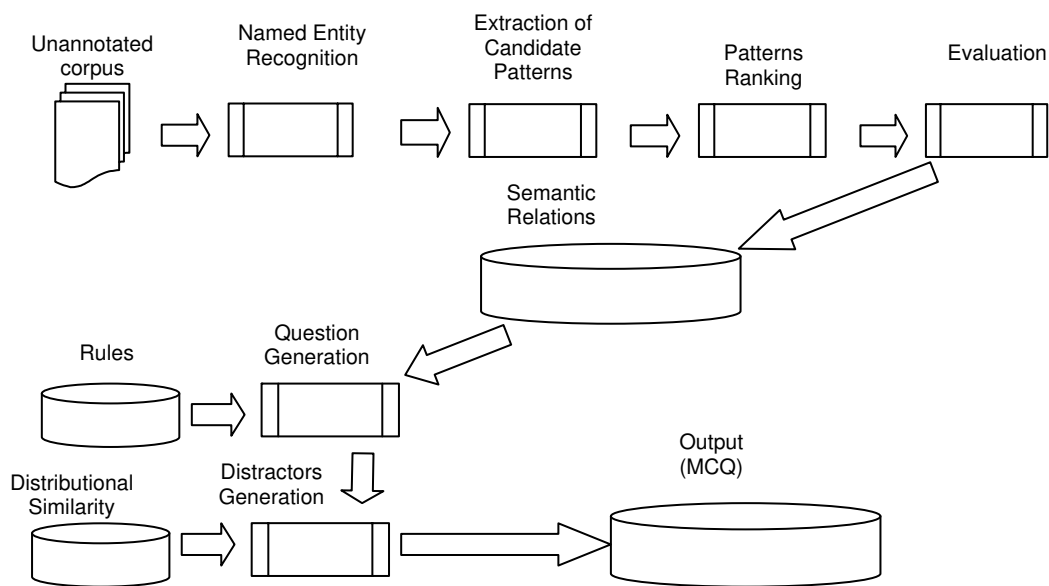 Unannotated
corpus
Named Entity
Recognition
Extraction of
Candidate
Patterns
Patterns
Ranking
Evaluation
Semantic
Relations
Rules
Question
Generation
Distributional
Similarity
Distractors
Generation
Output
(MCQ)